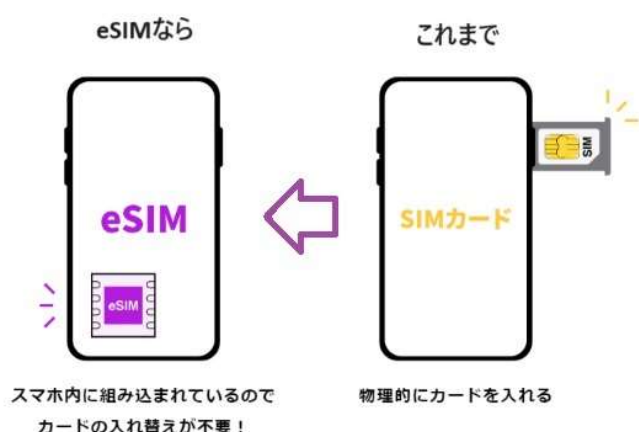 eSIMなら
これまで
eSIM
SIMカード
SIM
eSIM
スマホ内に組み込まれているので
カードの入れ替えが不要！
物理的にカードを入れる